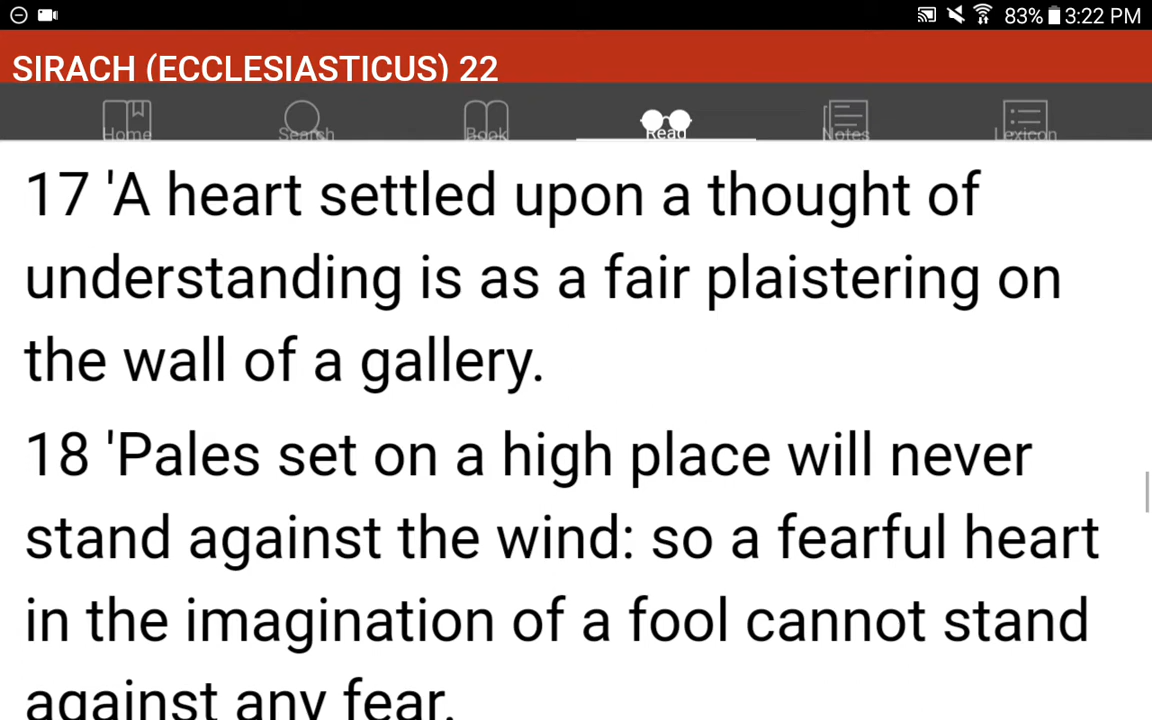 83% 3:22 PM
SIRACH (ECCLESIASTICUS) 22
Home Search Book Read Notes Lexicon
17 'A heart settled upon a thought of
understanding is as a fair plaistering on
the wall of a gallery.
18 'Pales set on a high place will never
stand against the wind: so a fearful heart
in the imagination of a fool cannot stand
against any fear.